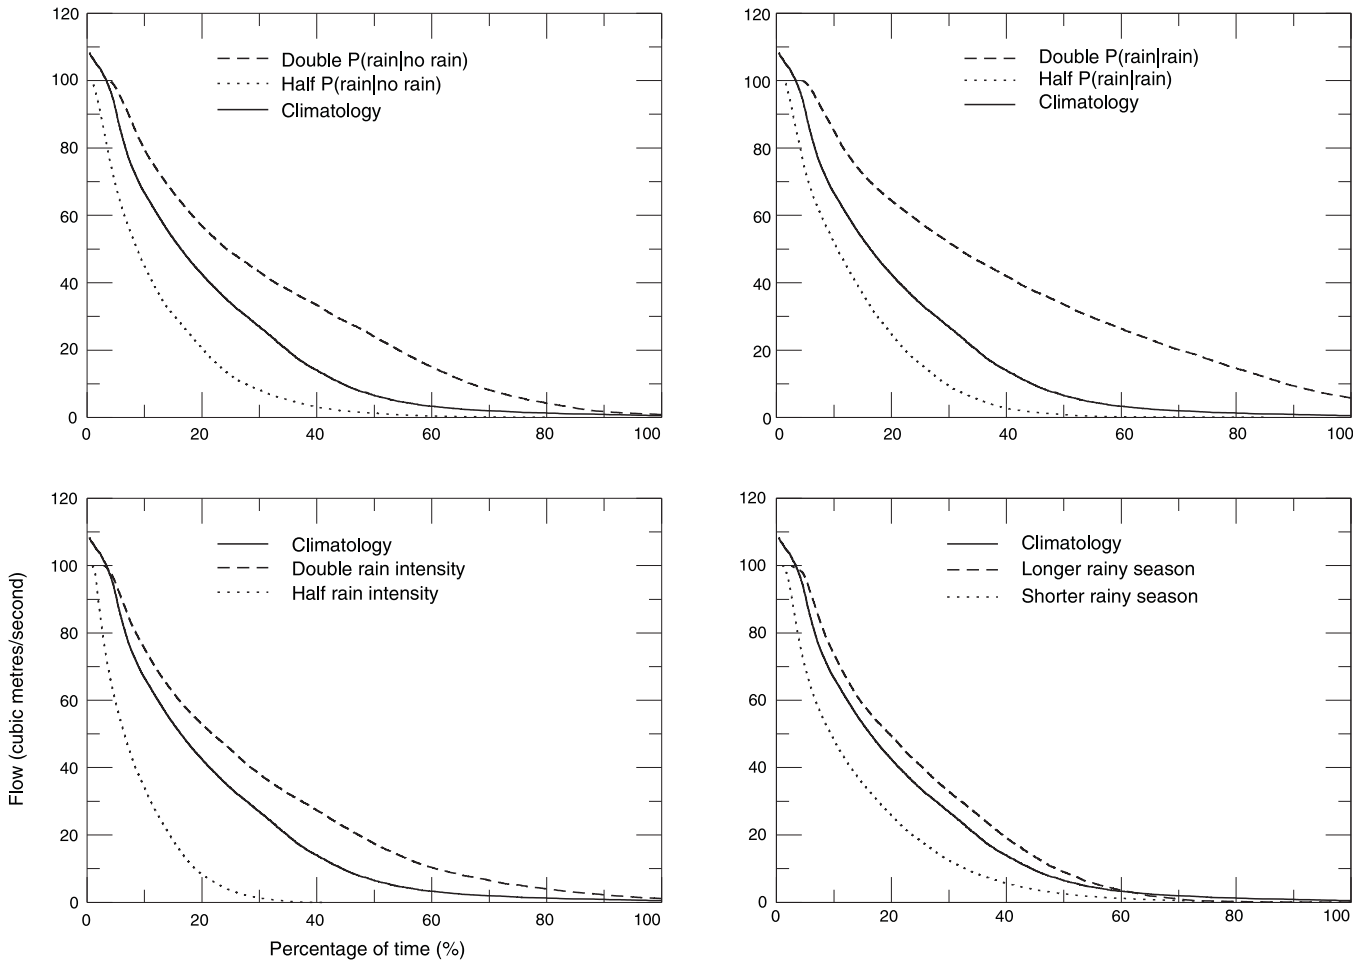 120
100
80
60
40
20
0
0 20 40 60 80 100
Double P(rain|no rain)
Half P(rain|no rain)
Climatology
120
100
80
60
40
20
0
0 20 40 60 80 100
Double P(rain|rain)
Half P(rain|rain)
Climatology
Flow (cubic metres/second)
120
100
80
60
40
20
0
0 20 40 60 80 100
Climatology
Double rain intensity
Half rain intensity
Percentage of time (%)
120
100
80
60
40
20
0
0 20 40 60 80 100
Climatology
Longer rainy season
Shorter rainy season